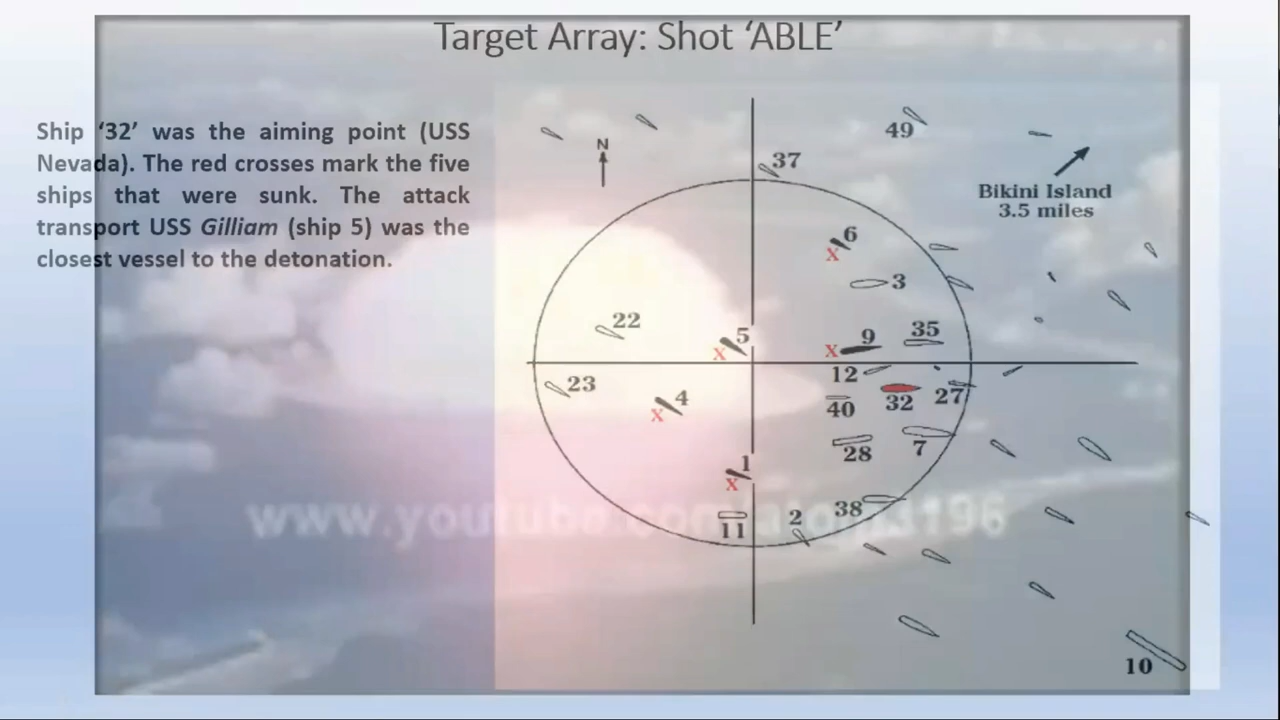 Target Array: Shot ‘ABLE’
Ship ‘32’ was the aiming point (USS
Nevada). The red crosses mark the five
ships that were sunk. The attack
transport USS Gilliam (ship 5) was the
closest vessel to the detonation.
49
N
37
Bikini Island
3.5 miles
6
X
3
22
5
X
9
X
35
12
23
4
X
40
32
27
28
7
1
X
38
2
11
10